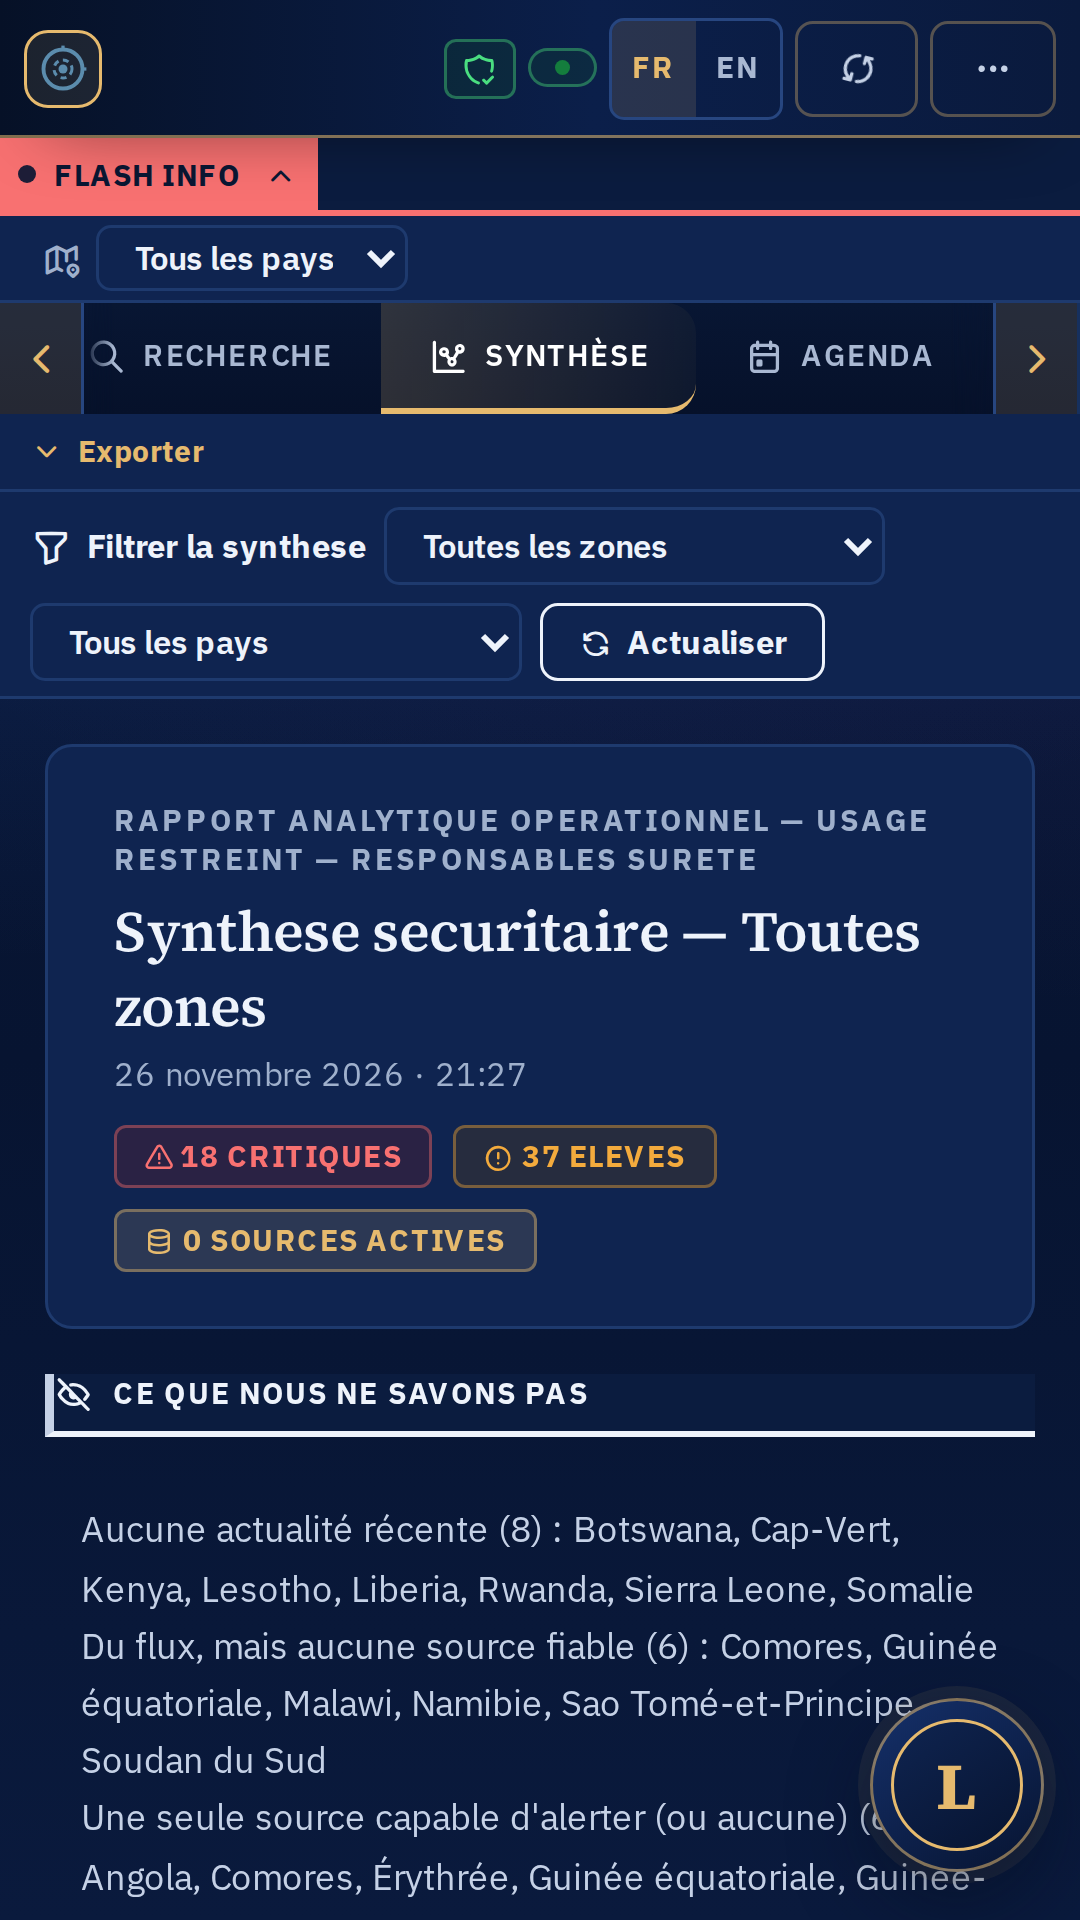 FR EN
FLASH INFO
Tous les pays
RECHERCHE SYNTHÈSE AGENDA
Exporter
Filtrer la synthese Toutes les zones
Tous les pays Actualiser
RAPPORT ANALYTIQUE OPERATIONNEL — USAGE
RESTREINT — RESPONSABLES SURETE
Synthese securitaire — Toutes
zones
26 novembre 2026 · 21:27
18 CRITIQUES 37 ELEVES
0 SOURCES ACTIVES
CE QUE NOUS NE SAVONS PAS
Aucune actualité récente (8) : Botswana, Cap-Vert,
Kenya, Lesotho, Liberia, Rwanda, Sierra Leone, Somalie
Du flux, mais aucune source fiable (6) : Comores, Guinée
équatoriale, Malawi, Namibie, Sao Tomé-et-Principe
Soudan du Sud
Une seule source capable d'alerter (ou aucune)
Angola, Comores, Érythrée, Guinée équatoriale, Guinée-
L